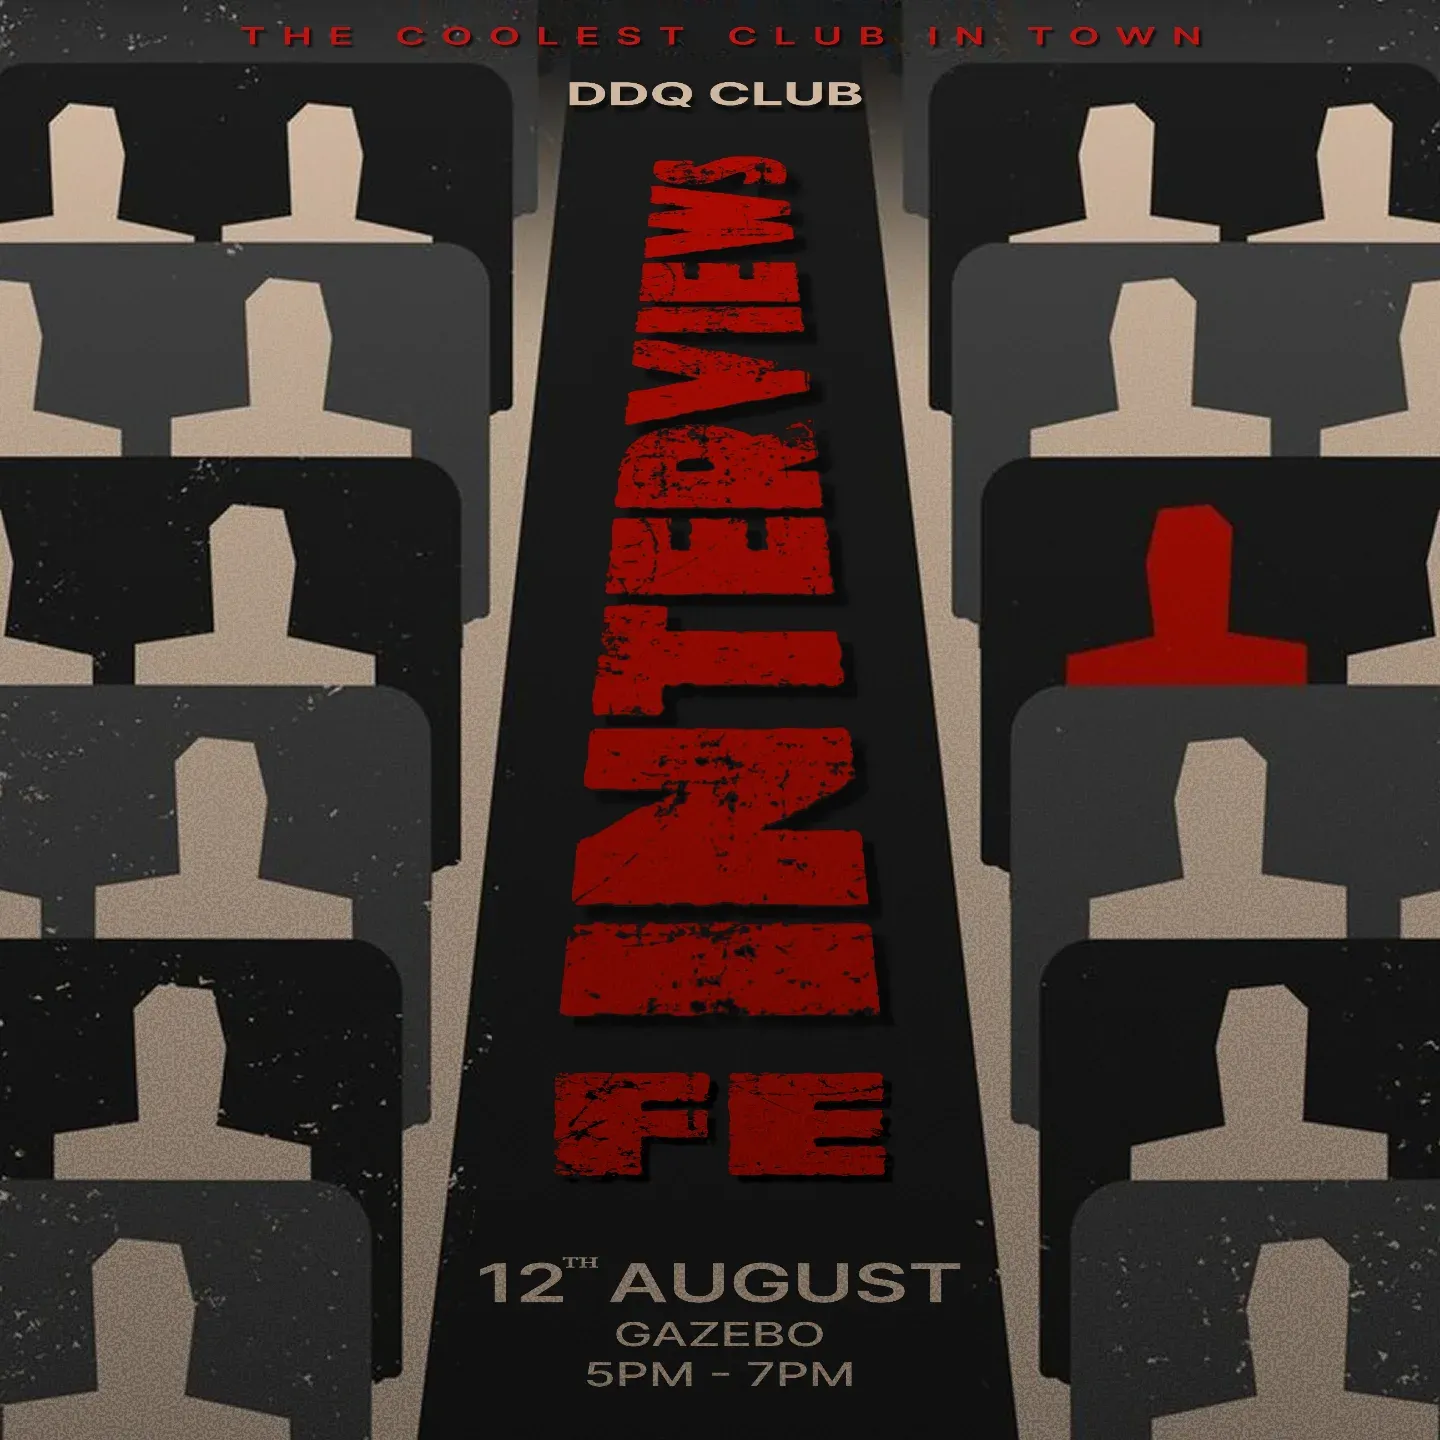 THE COOLEST CLUB IN TOWN
DDQ CLUB
FE
INTERVIEWS
12TH AUGUST
GAZEBO
5PM - 7PM